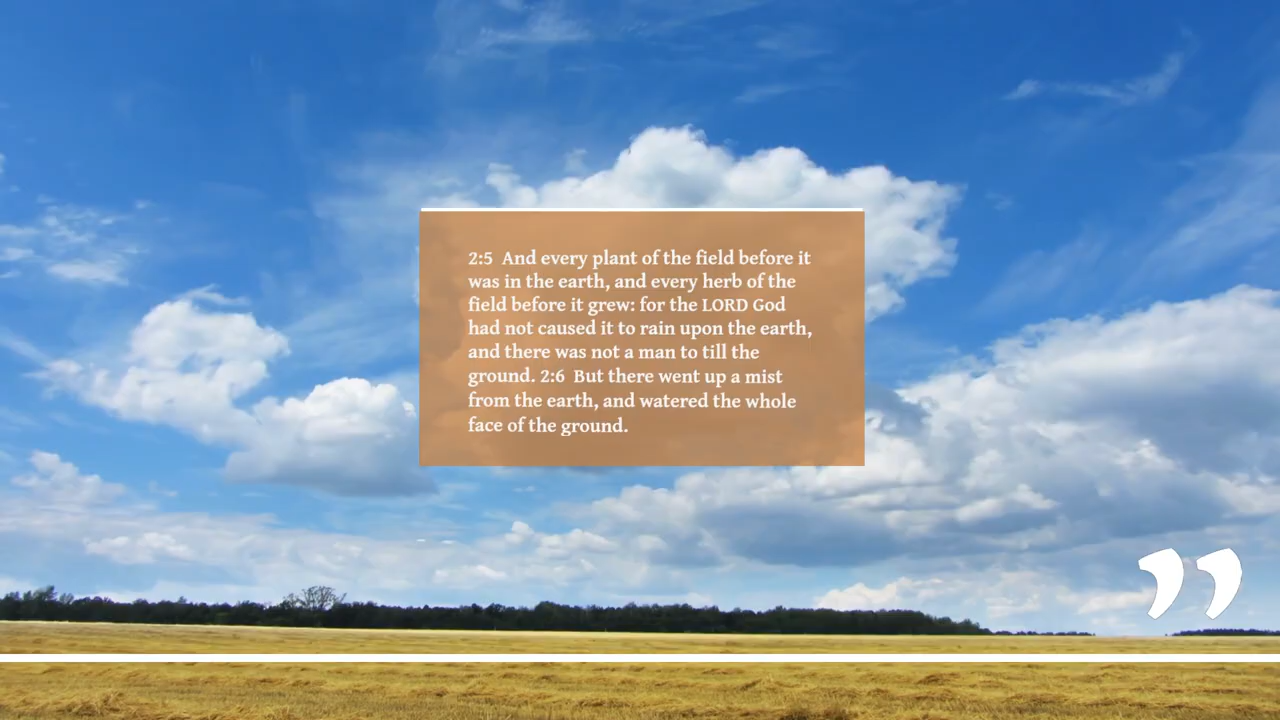 2:5 And every plant of the field before it
was in the earth, and every herb of the
field before it grew: for the LORD God
had not caused it to rain upon the earth,
and there was not a man to till the
ground. 2:6 But there went up a mist
from the earth, and watered the whole
face of the ground.
”